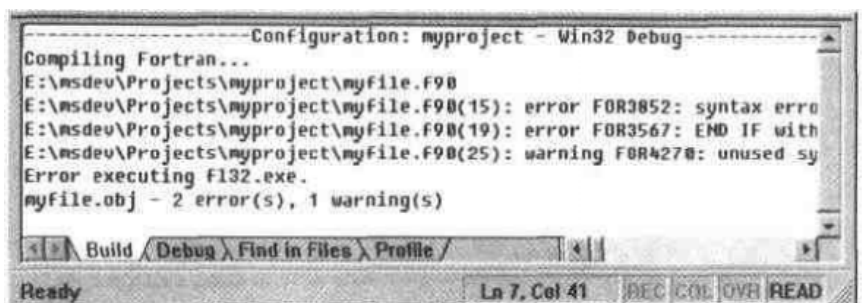 --------------------Configuration: myproject - Win32 Debug--------------------
Compiling Fortran...
E:\msdev\Projects\myproject\myfile.f90
E:\msdev\Projects\myproject\myfile.f90(15): error FOR3852: syntax erro
E:\msdev\Projects\myproject\myfile.f90(19): error FOR3567: END IF with
E:\msdev\Projects\myproject\myfile.f90(25): warning FOR4270: unused sy
Error executing fl32.exe.
myfile.obj - 2 error(s), 1 warning(s)
Build Debug Find in Files Profile
Ready Ln 7, Col 41 REC COL OVR READ